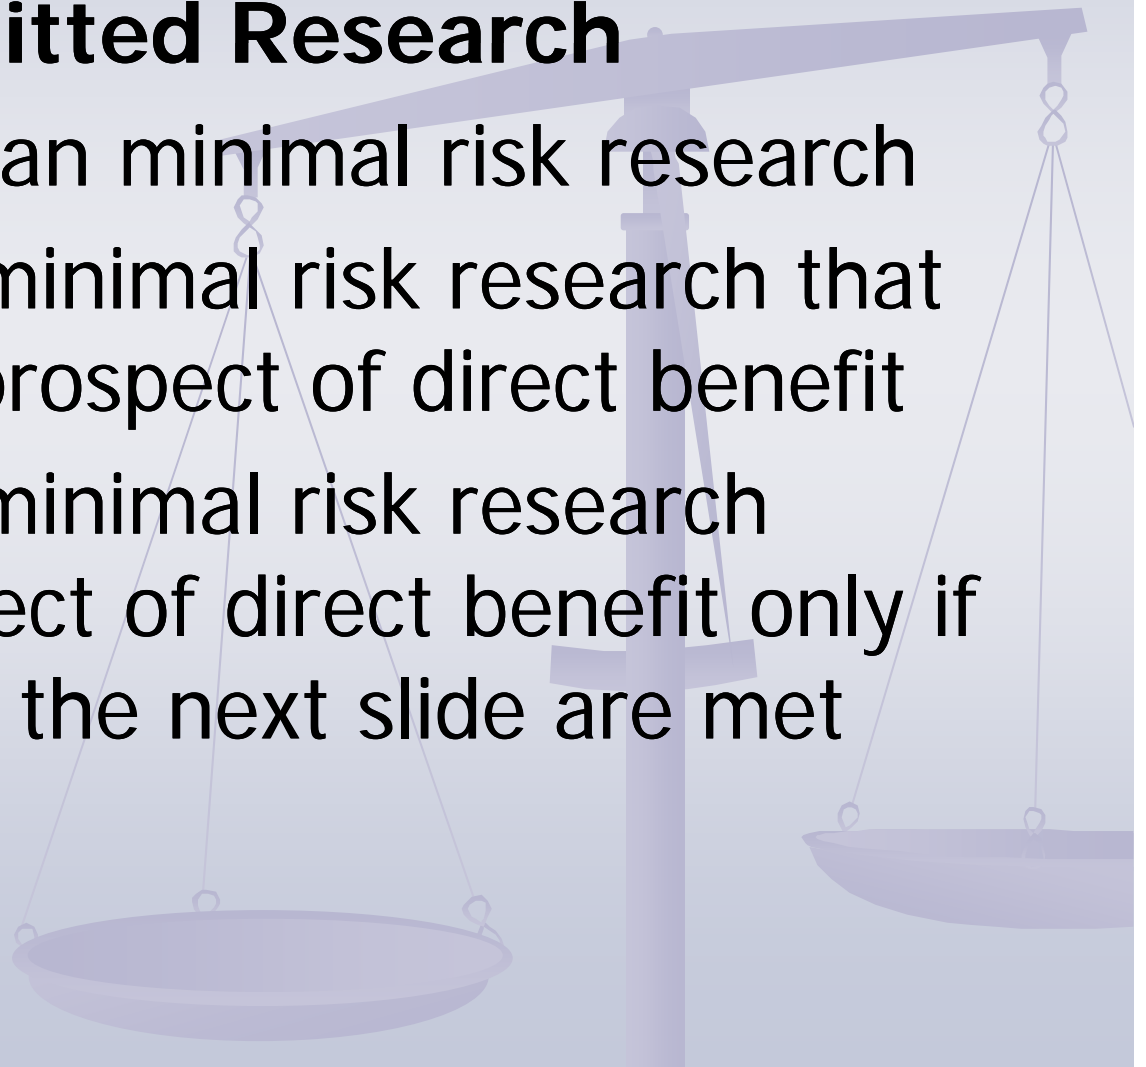 itted Research
an minimal risk research
minimal risk research that
prospect of direct benefit
minimal risk research
ect of direct benefit only if
the next slide are met